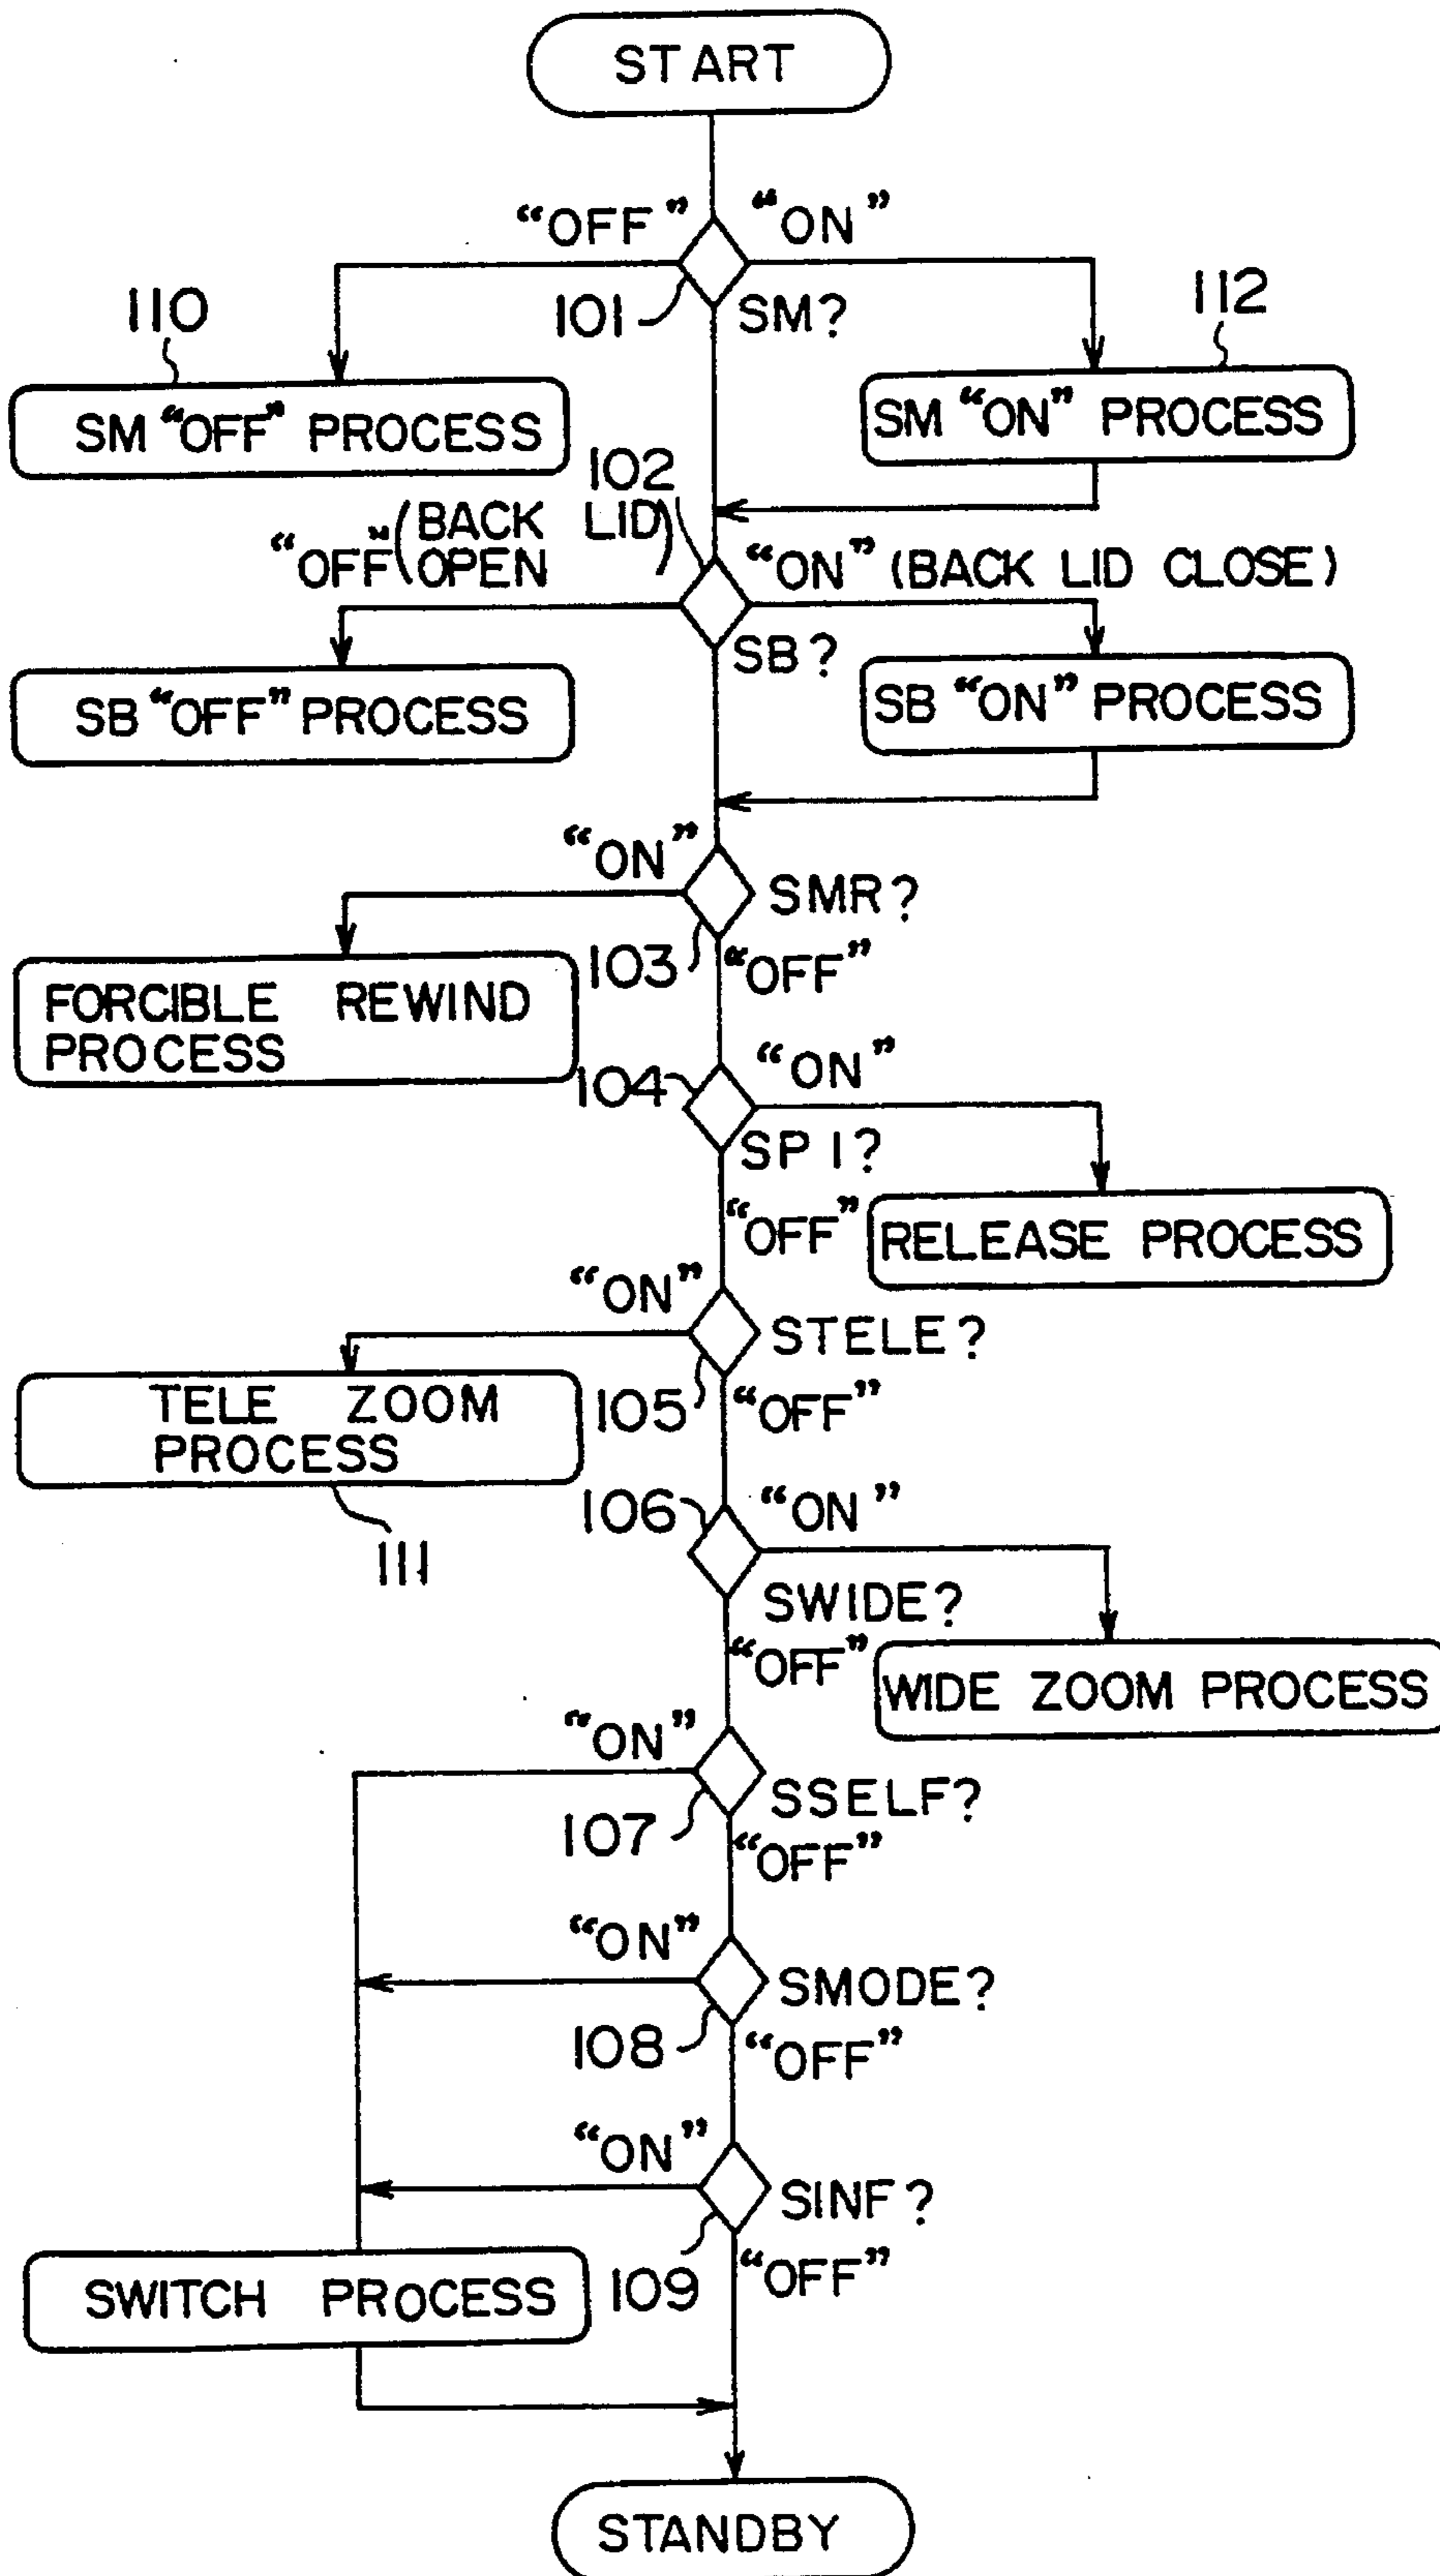 START
“OFF” “ON”
101 SM?
110
112
SM “OFF” PROCESS
SM “ON” PROCESS
102
“OFF” (BACK LID
OPEN)
“ON” (BACK LID CLOSE)
SB?
SB “OFF” PROCESS
SB “ON” PROCESS
“ON”
SMR?
103 “OFF”
FORCIBLE REWIND
PROCESS
104 “ON”
SP1?
“OFF”
RELEASE PROCESS
“ON”
STELE?
105 “OFF”
TELE ZOOM
PROCESS
111
106 “ON”
SWIDE?
“OFF”
WIDE ZOOM PROCESS
“ON”
SSELF?
107 “OFF”
“ON”
SMODE?
108 “OFF”
“ON”
SINF?
109 “OFF”
SWITCH PROCESS
STANDBY